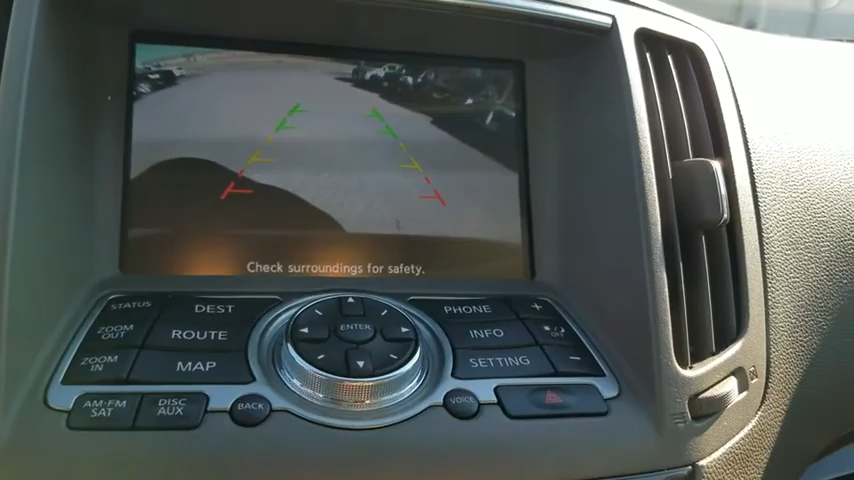 Check surroundings for safety.
STATUS
DEST
PHONE
+
ZOOM
OUT
ROUTE
ENTER
INFO
OFF
ZOOM
IN
MAP
SETTING
–
AM·FM
SAT
DISC
AUX
BACK
VOICE